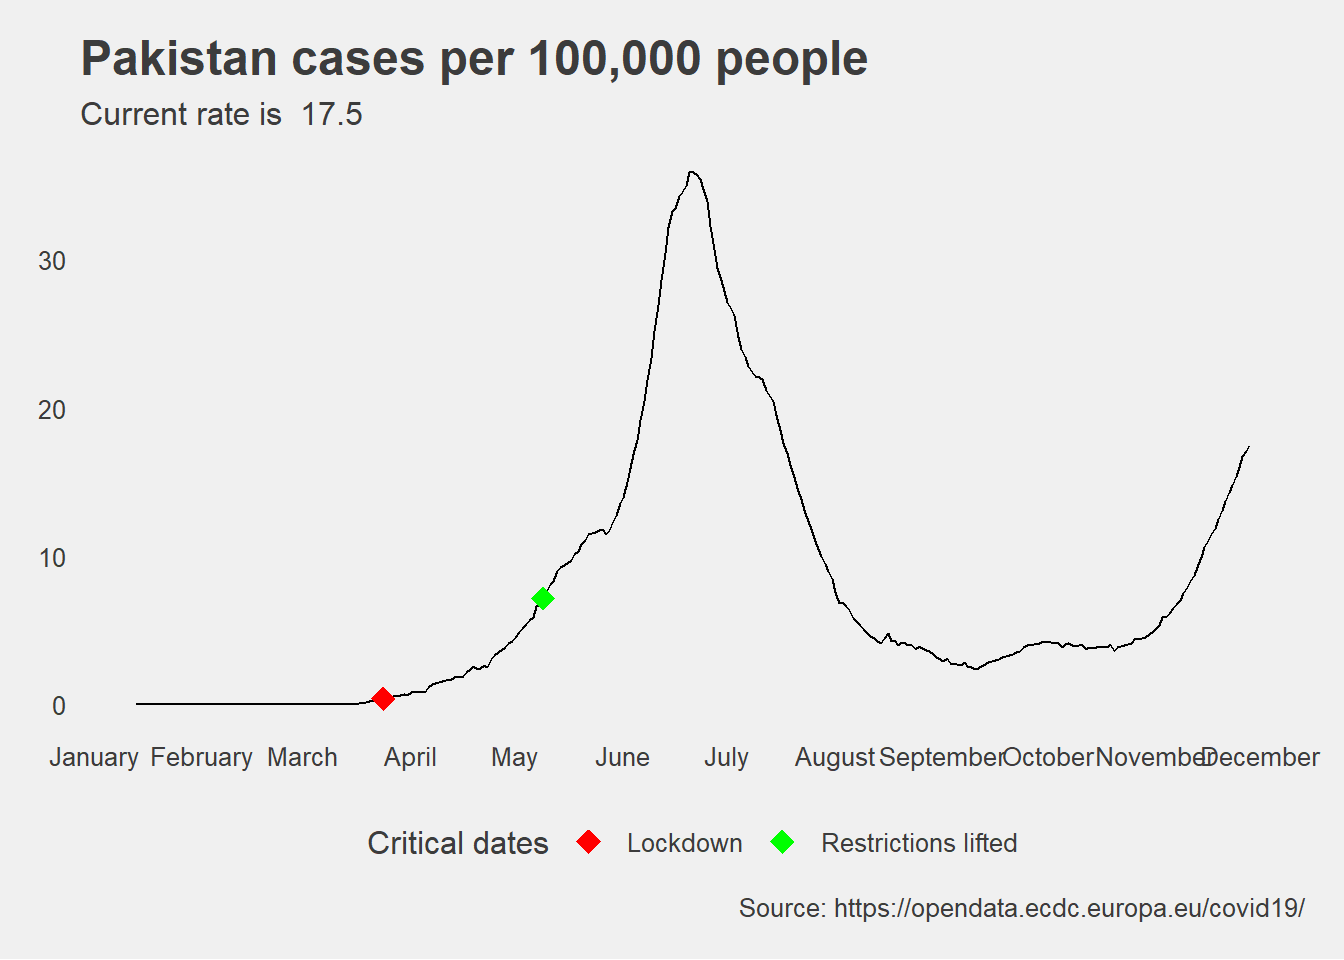 Pakistan cases per 100,000 people
Current rate is  17.5
30
20
10
0
January February March April May June July August September October November December
Critical dates Lockdown Restrictions lifted
Source: https://opendata.ecdc.europa.eu/covid19/